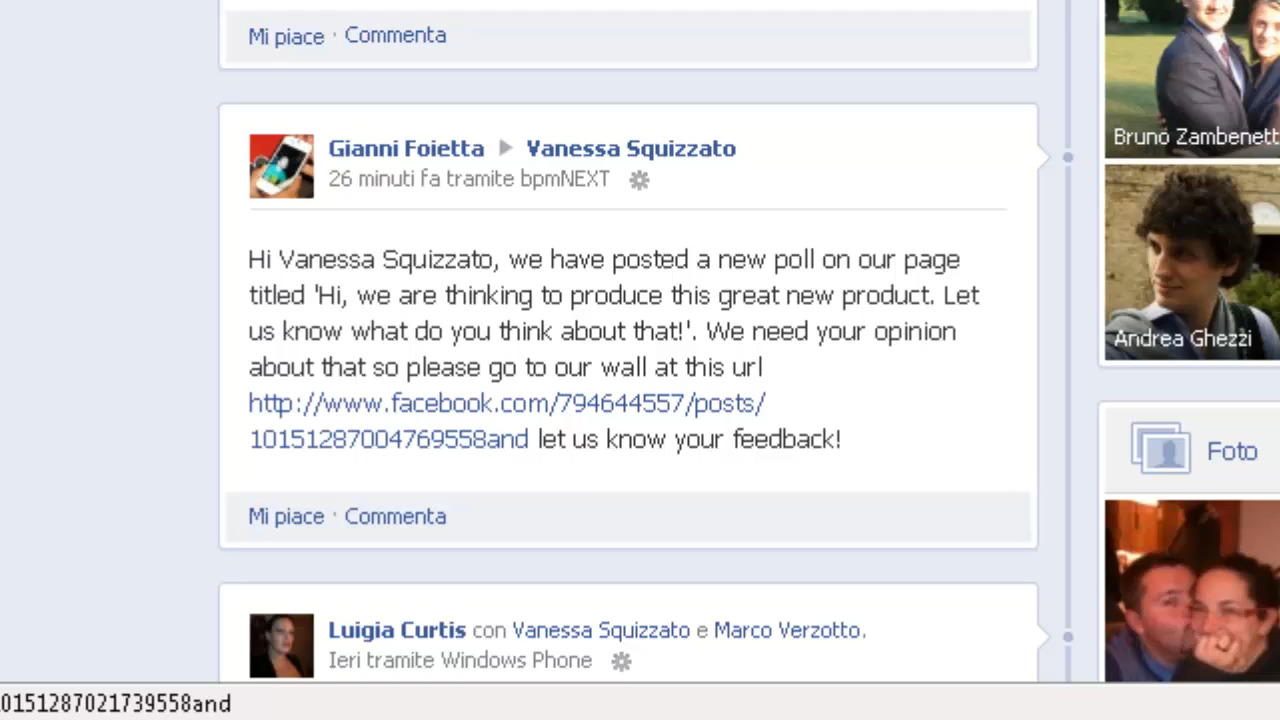 Mi piace · Commenta
Bruno Zambenett
Gianni Foietta ▶ Vanessa Squizzato
26 minuti fa tramite bpmNEXT
Hi Vanessa Squizzato, we have posted a new poll on our page
titled 'Hi, we are thinking to produce this great new product. Let
us know what do you think about that!'. We need your opinion
about that so please go to our wall at this url
http://www.facebook.com/794644557/posts/
10151287004769558and let us know your feedback!
Andrea Ghezzi
Foto
Mi piace · Commenta
Luigia Curtis con Vanessa Squizzato e Marco Verzotto.
Ieri tramite Windows Phone
0151287021739558and